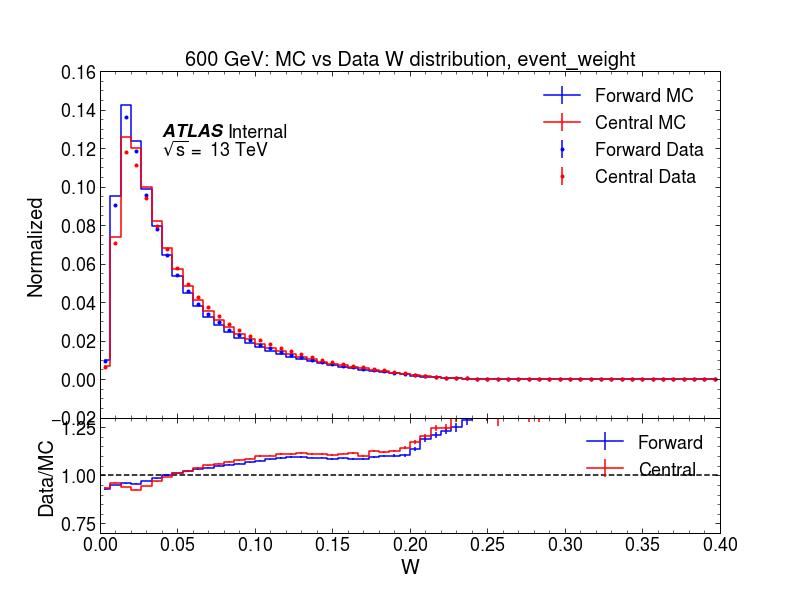 600 GeV: MC vs Data W distribution, event_weight
0.16
0.14
0.12
0.10
0.08
0.06
0.04
0.02
0.00
−0.02
Normalized
ATLAS Internal
√s = 13 TeV
Forward MC
Central MC
Forward Data
Central Data
1.25
1.00
0.75
Data/MC
Forward
Central
0.00 0.05 0.10 0.15 0.20 0.25 0.30 0.35 0.40
W